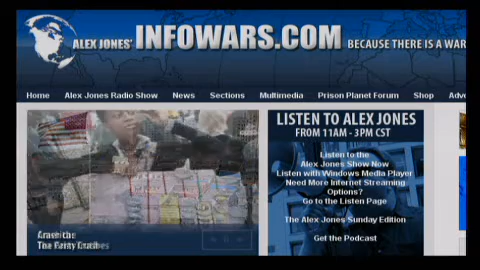 ALEX JONES' INFOWARS.COM BECAUSE THERE IS A WAR
Home Alex Jones Radio Show News Sections Multimedia Prison Planet Forum Shop Adv
LISTEN TO ALEX JONES
FROM 11AM - 3PM CST
Listen to the
Alex Jones Show Now
Listen with Windows Media Player
Need More Internet Streaming
Options?
Go to the Listen Page
The Alex Jones Sunday Edition
Get the Podcast